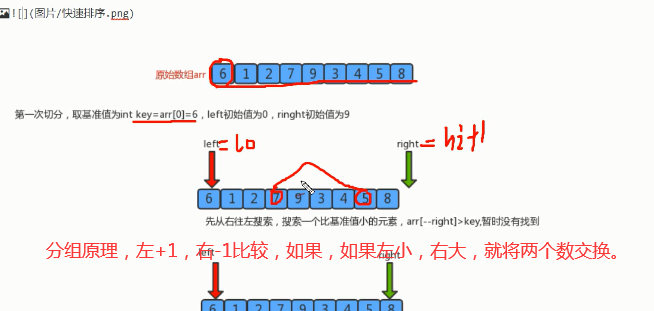 ![](图片/快速排序.png)
原始数组arr 6 1 2 7 9 3 4 5 8
第一次切分，取基准值为int key=arr[0]=6，left初始值为0，ringht初始值为9
left =lo right =hi+1
6 1 2 7 9 3 4 5 8
先从右往左搜索，搜索一个比基准值小的元素，arr[--right]>key,暂时没有找到
分组原理，左+1，右-1比较，如果，如果左小，右大，就将两个数交换。
left right
6 1 2 7 9 3 4 5 8